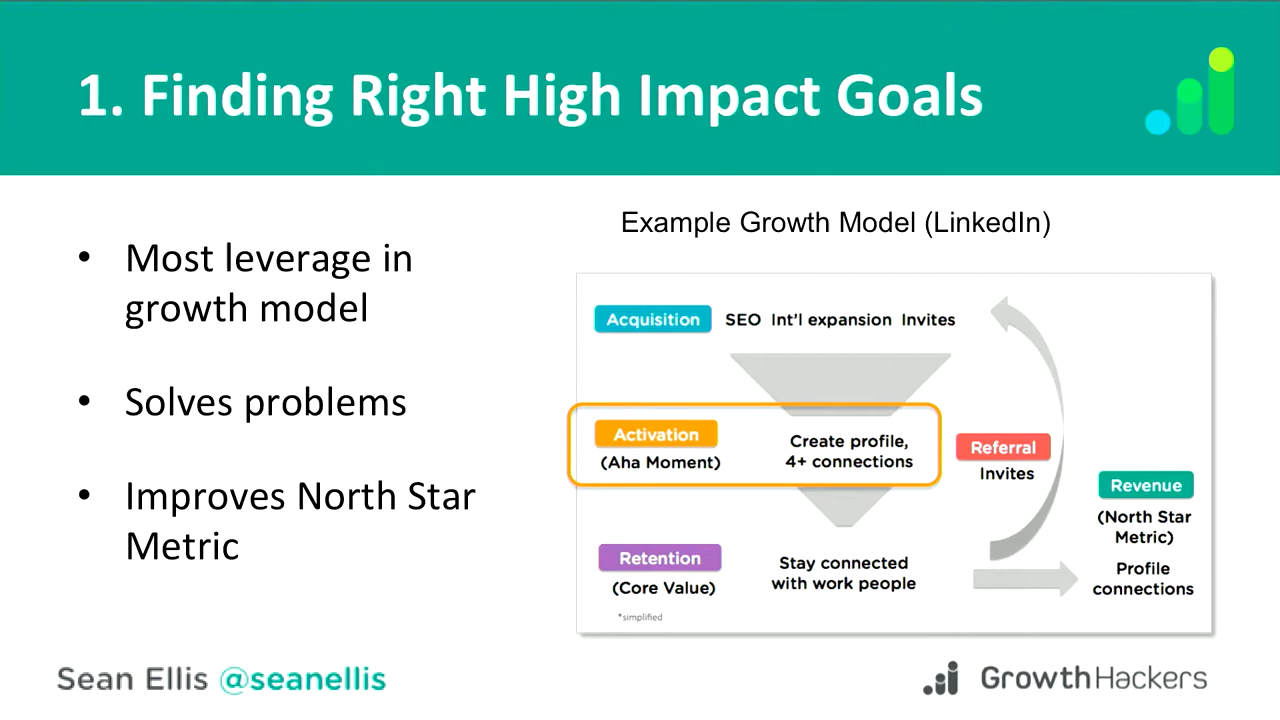 1. Finding Right High Impact Goals
• Most leverage in
growth model
• Solves problems
• Improves North Star
Metric
Example Growth Model (LinkedIn)
Acquisition SEO Int'l expansion Invites
Activation
(Aha Moment)
Create profile,
4+ connections
Referral
Invites
Revenue
(North Star
Metric)
Profile
connections
Retention
(Core Value)
Stay connected
with work people
*simplified
Sean Ellis @seanellis
GrowthHackers